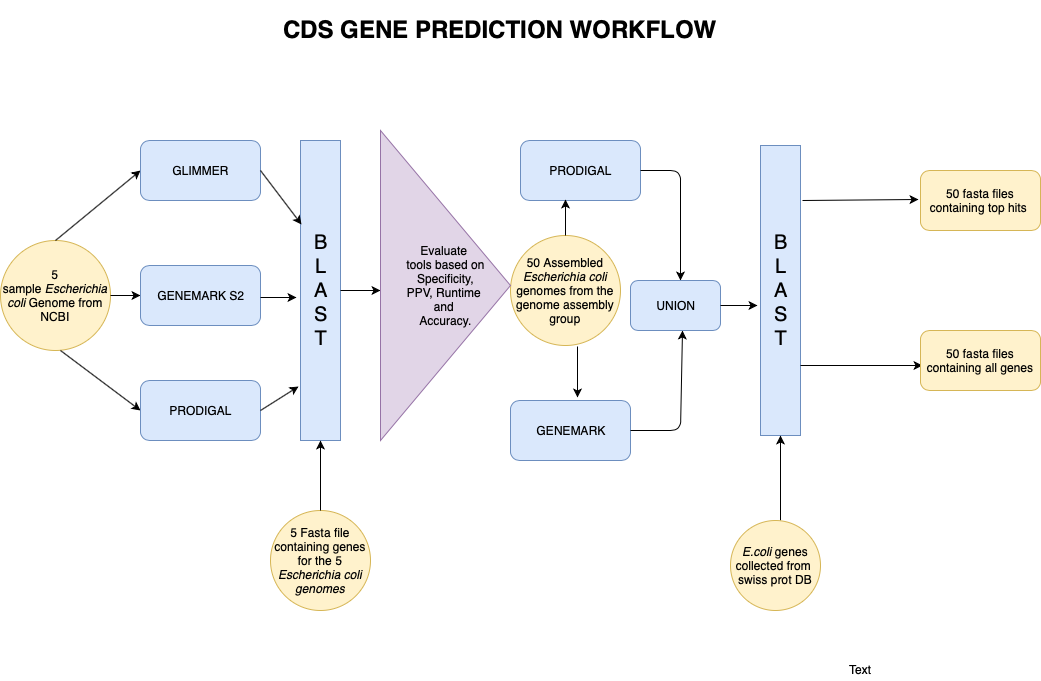 CDS GENE PREDICTION WORKFLOW
GLIMMER
GENEMARK S2
PRODIGAL
5
sample Escherichia
coli Genome from
NCBI
B
L
A
S
T
5 Fasta file
containing genes
for the 5
Escherichia coli
genomes
Evaluate
tools based on
Specificity,
PPV, Runtime
and
Accuracy.
PRODIGAL
50 Assembled
Escherichia coli
genomes from the
genome assembly
group
GENEMARK
UNION
B
L
A
S
T
E.coli genes
collected from
swiss prot DB
50 fasta files
containing top hits
50 fasta files
containing all genes
Text